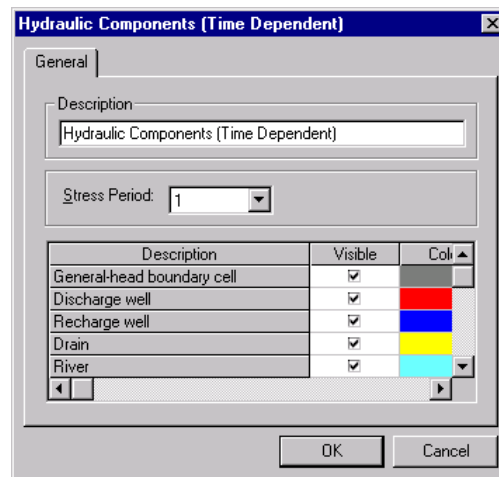 Hydraulic Components (Time Dependent)
General
Description
Hydraulic Components (Time Dependent)
Stress Period: 1
Description Visible Col
General-head boundary cell
Discharge well
Recharge well
Drain
River
OK Cancel